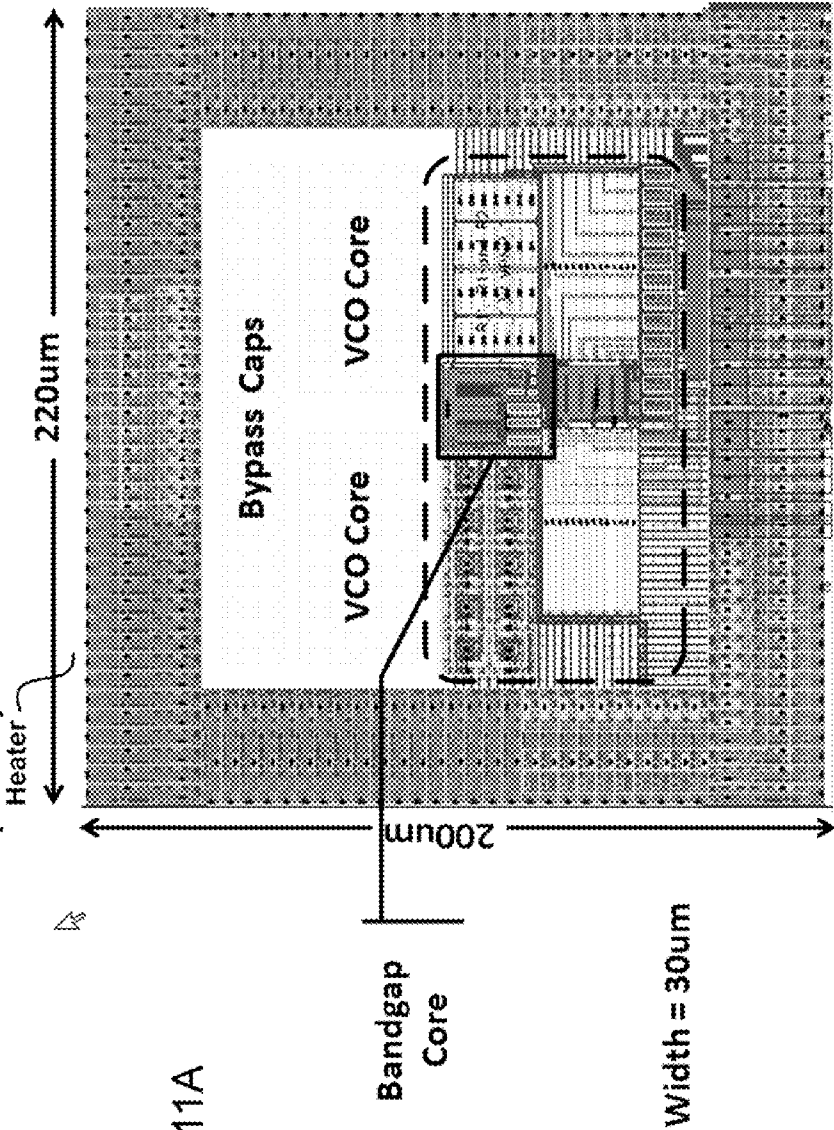 220um
Heater
Bypass Caps
VCO Core
VCO Core
200um
Bandgap
Core
11A
Width = 30um